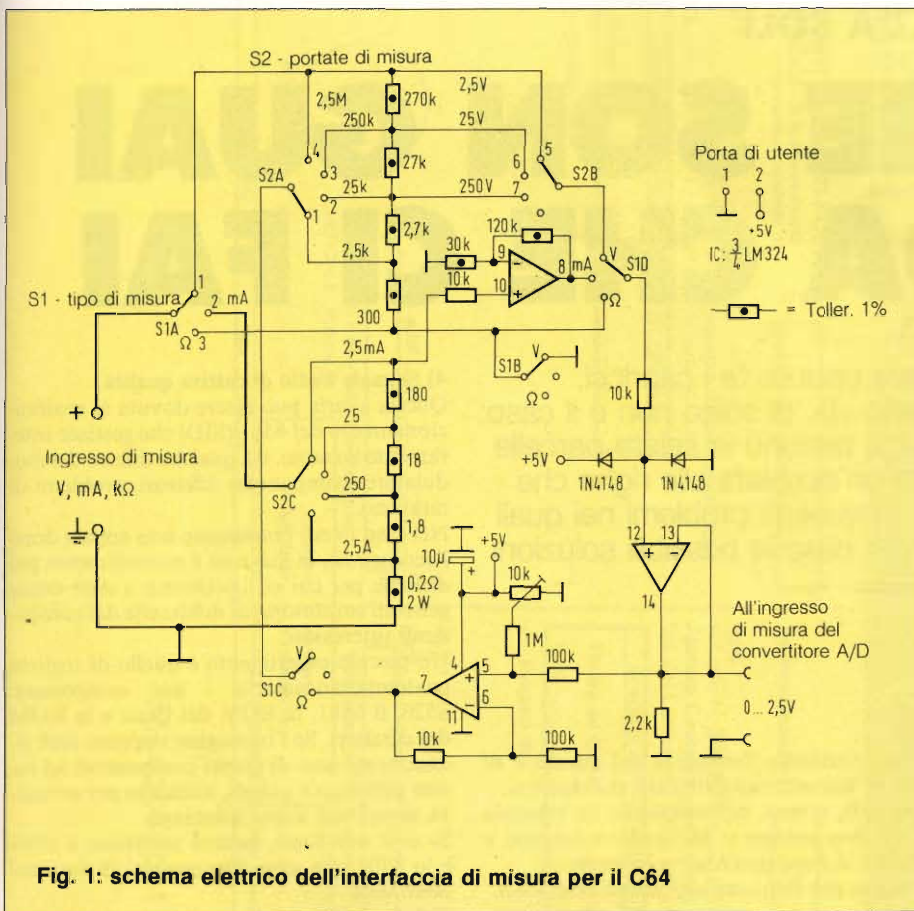 S2 - portate di misura
2,5M
270k
2,5V
250k
25V
4
5
S2A
3
27k
6
S2B
25k
250V
7
2
1
2,7k
2,5k
120k
30k
9
8
mA
V
S1D
10k
10
Ω
300
Porta di utente
1 2
+5V
IC: 3/4 LM324
= Toller. 1%
S1 - tipo di misura
1
2 mA
S1A
Ω 3
2,5mA
V
S1B
Ω
180
25
18
S2C
250
1,8
2,5A
0,2Ω
2W
+
Ingresso di misura
V, mA, kΩ
10k
+5V
1N4148
1N4148
12
13
14
10µ
+5V
10k
1M
4
5
100k
7
6
11
10k
100k
2,2k
V
S1C
Ω
All'ingresso
di misura del
convertitore A/D
0 ... 2,5V
Fig. 1: schema elettrico dell'interfaccia di misura per il C64